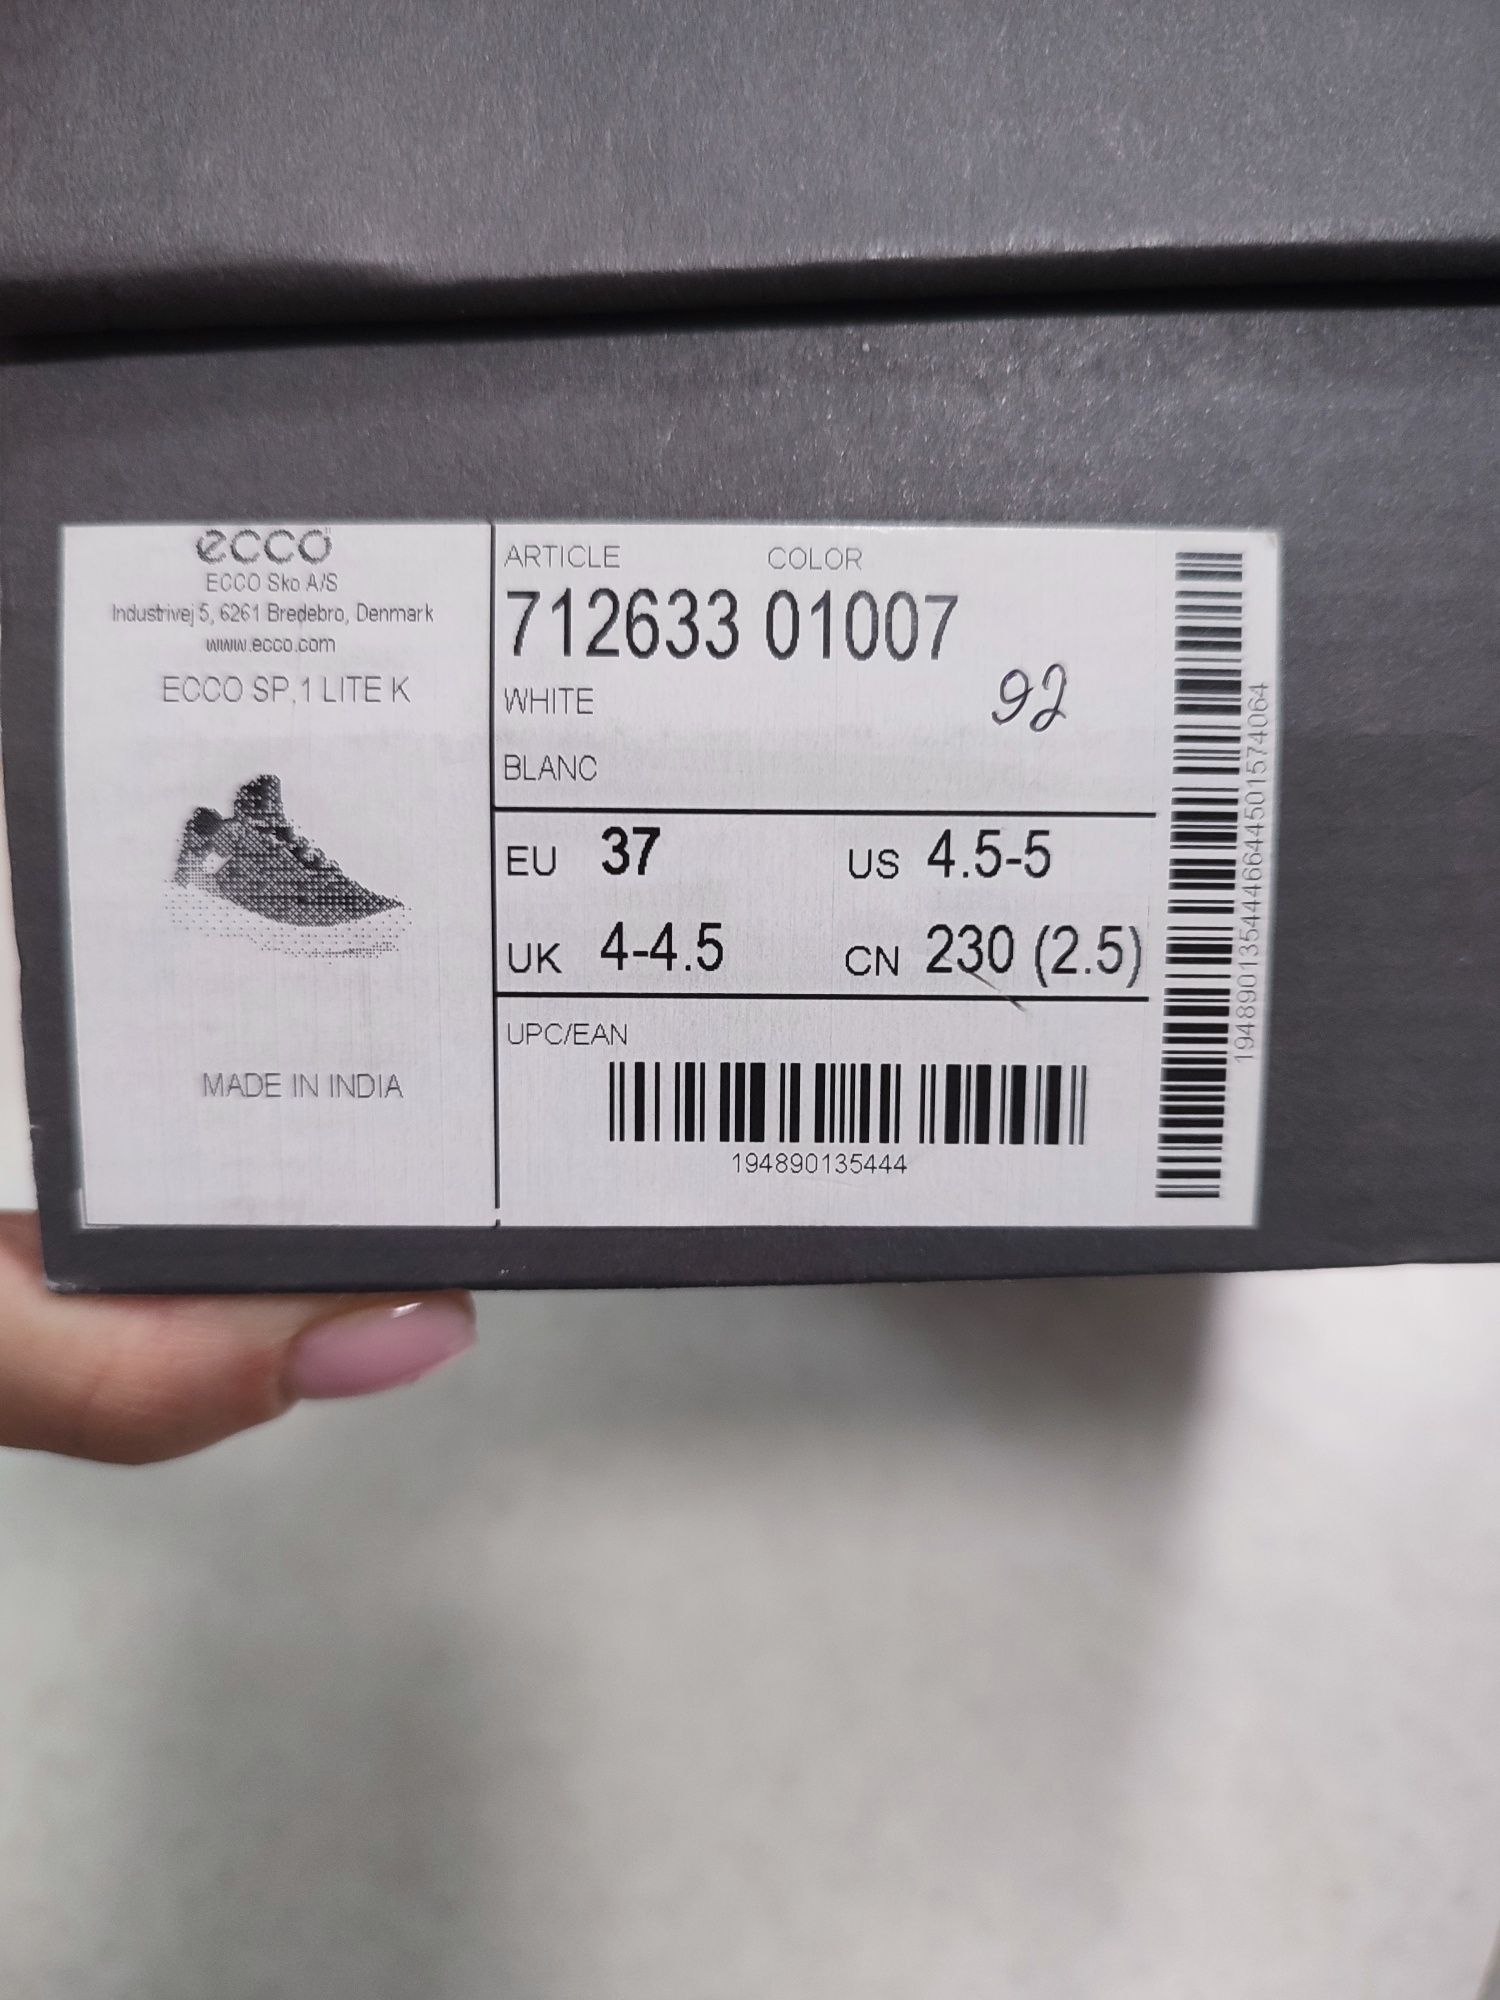 ecco
ECCO Sko A/S
Industrivej 5, 6261 Bredebro, Denmark
www.ecco.com
ECCO SP.1 LITE K
MADE IN INDIA
ARTICLE COLOR
712633 01007
WHITE
92
BLANC
EU 37 US 4.5-5
UK 4-4.5 CN 230 (2.5)
UPC/EAN
194890135444
1948901354446644501574064